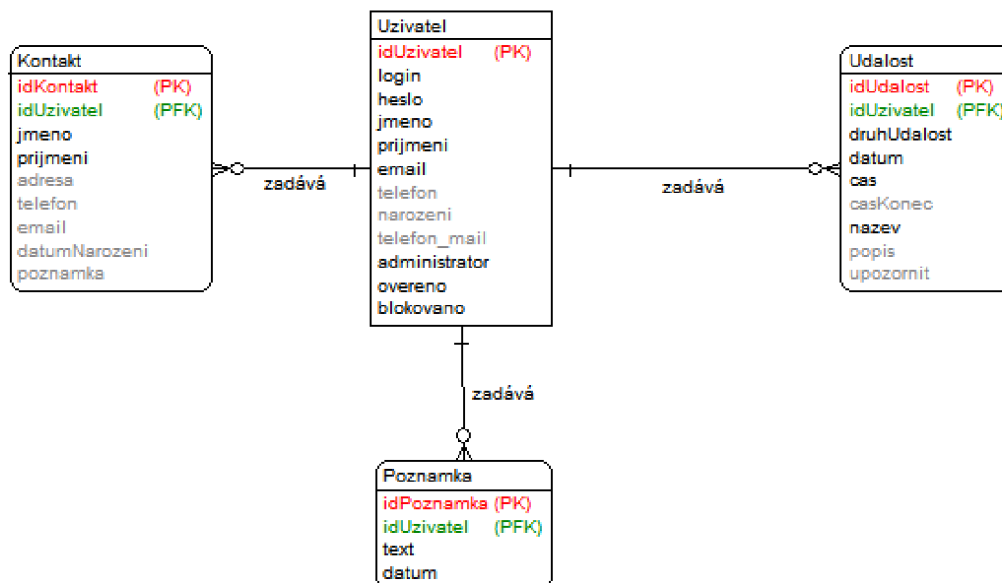 Uzivatel
idUzivatel (PK)
login
heslo
jmeno
prijmeni
email
telefon
narozeni
telefon_mail
administrator
overeno
blokovano
Kontakt
idKontakt (PK)
idUzivatel (PFK)
jmeno
prijmeni
adresa
telefon
email
datumNarozeni
poznamka
zadává
Udalost
idUdalost (PK)
idUzivatel (PFK)
druhUdalost
datum
cas
casKonec
nazev
popis
upozornit
zadává
zadává
Poznamka
idPoznamka (PK)
idUzivatel (PFK)
text
datum